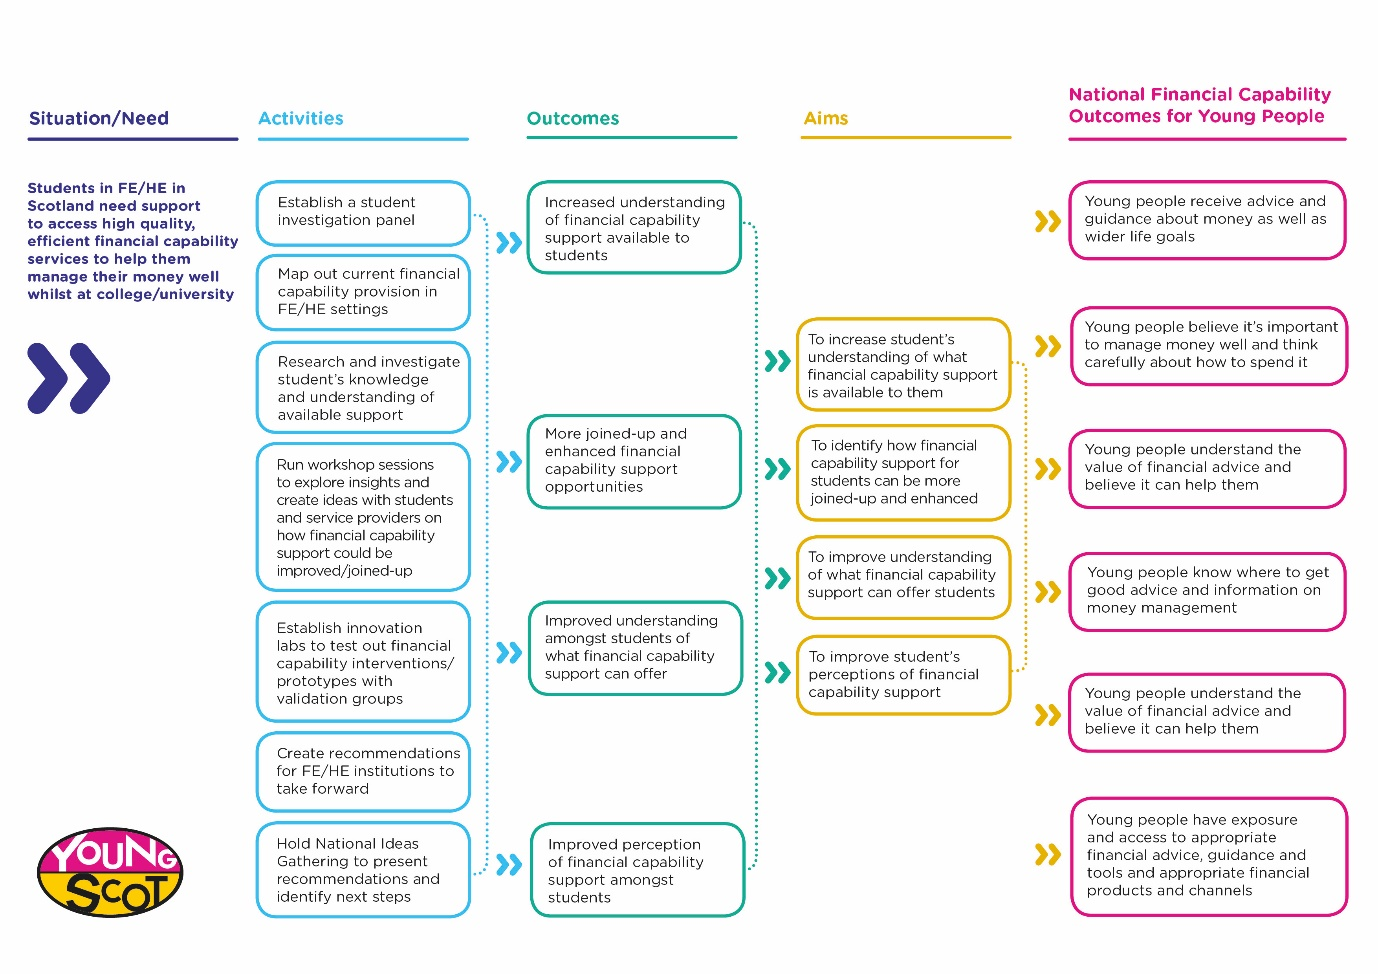 Situation/Need
Students in FE/HE in
Scotland need support
to access high quality,
efficient financial capability
services to help them
manage their money well
whilst at college/university
Activities
Establish a student
investigation panel
Map out current financial
capability provision in
FE/HE settings
Research and investigate
student's knowledge
and understanding of
available support
Run workshop sessions
to explore insights and
create ideas with students
and service providers on
how financial capability
support could be
improved/joined-up
Establish innovation
labs to test out financial
capability interventions/
prototypes with
validation groups
Create recommendations
for FE/HE institutions to
take forward
Hold National Ideas
Gathering to present
recommendations and
identify next steps
Outcomes
Increased understanding
of financial capability
support available to
students
More joined-up and
enhanced financial
capability support
opportunities
Improved understanding
amongst students of
what financial capability
support can offer
Improved perception
of financial capability
support amongst
students
Aims
To increase student's
understanding of what
financial capability support
is available to them
To identify how financial
capability support for
students can be more
joined-up and enhanced
To improve understanding
of what financial capability
support can offer students
To improve student's
perceptions of financial
capability support
National Financial Capability
Outcomes for Young People
Young people receive advice and
guidance about money as well as
wider life goals
Young people believe it's important
to manage money well and think
carefully about how to spend it
Young people understand the
value of financial advice and
believe it can help them
Young people know where to get
good advice and information on
money management
Young people understand the
value of financial advice and
believe it can help them
Young people have exposure
and access to appropriate
financial advice, guidance and
tools and appropriate financial
products and channels
YOUNG
SCOT